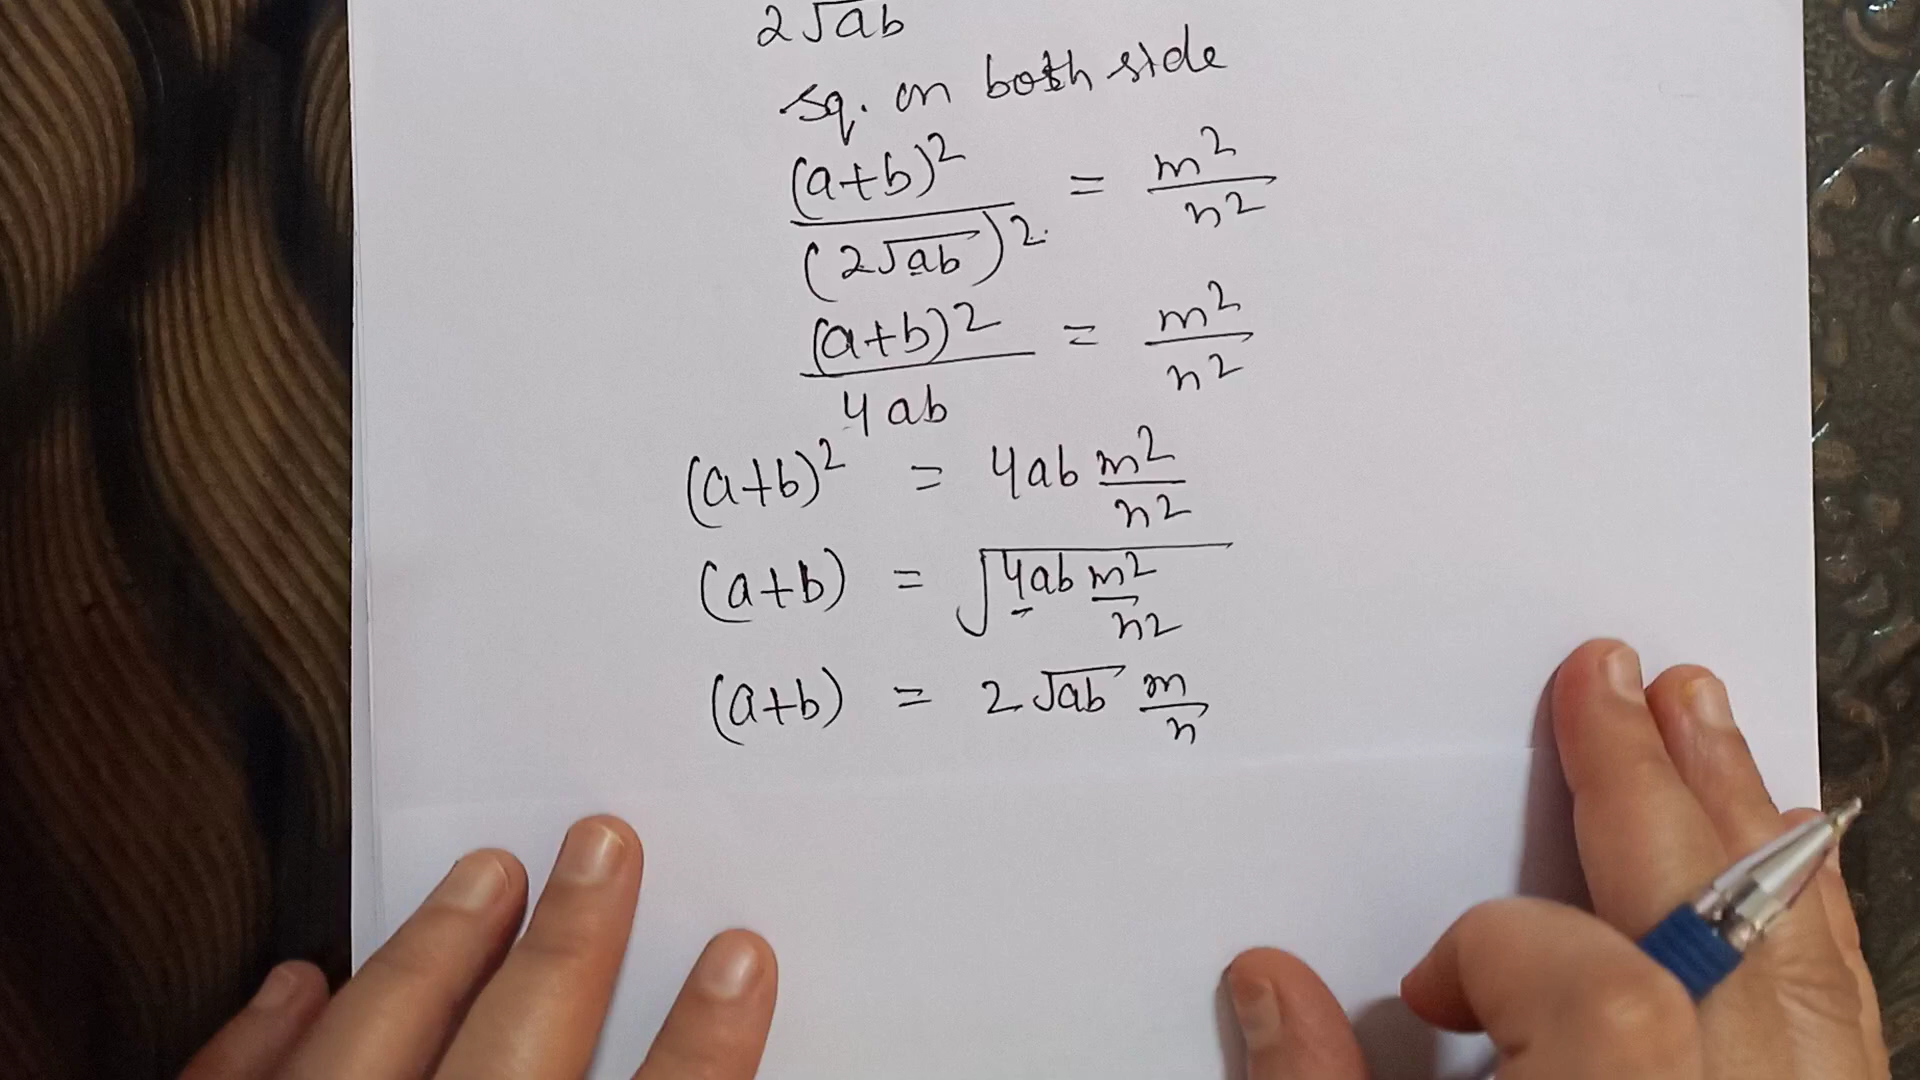 2√ab
sq. on both side
(a+b)² / (2√ab)² = m² / n²
(a+b)² / 4ab = m² / n²
(a+b)² = 4ab m² / n²
(a+b) = √(4ab m² / n²)
(a+b) = 2√ab m / n